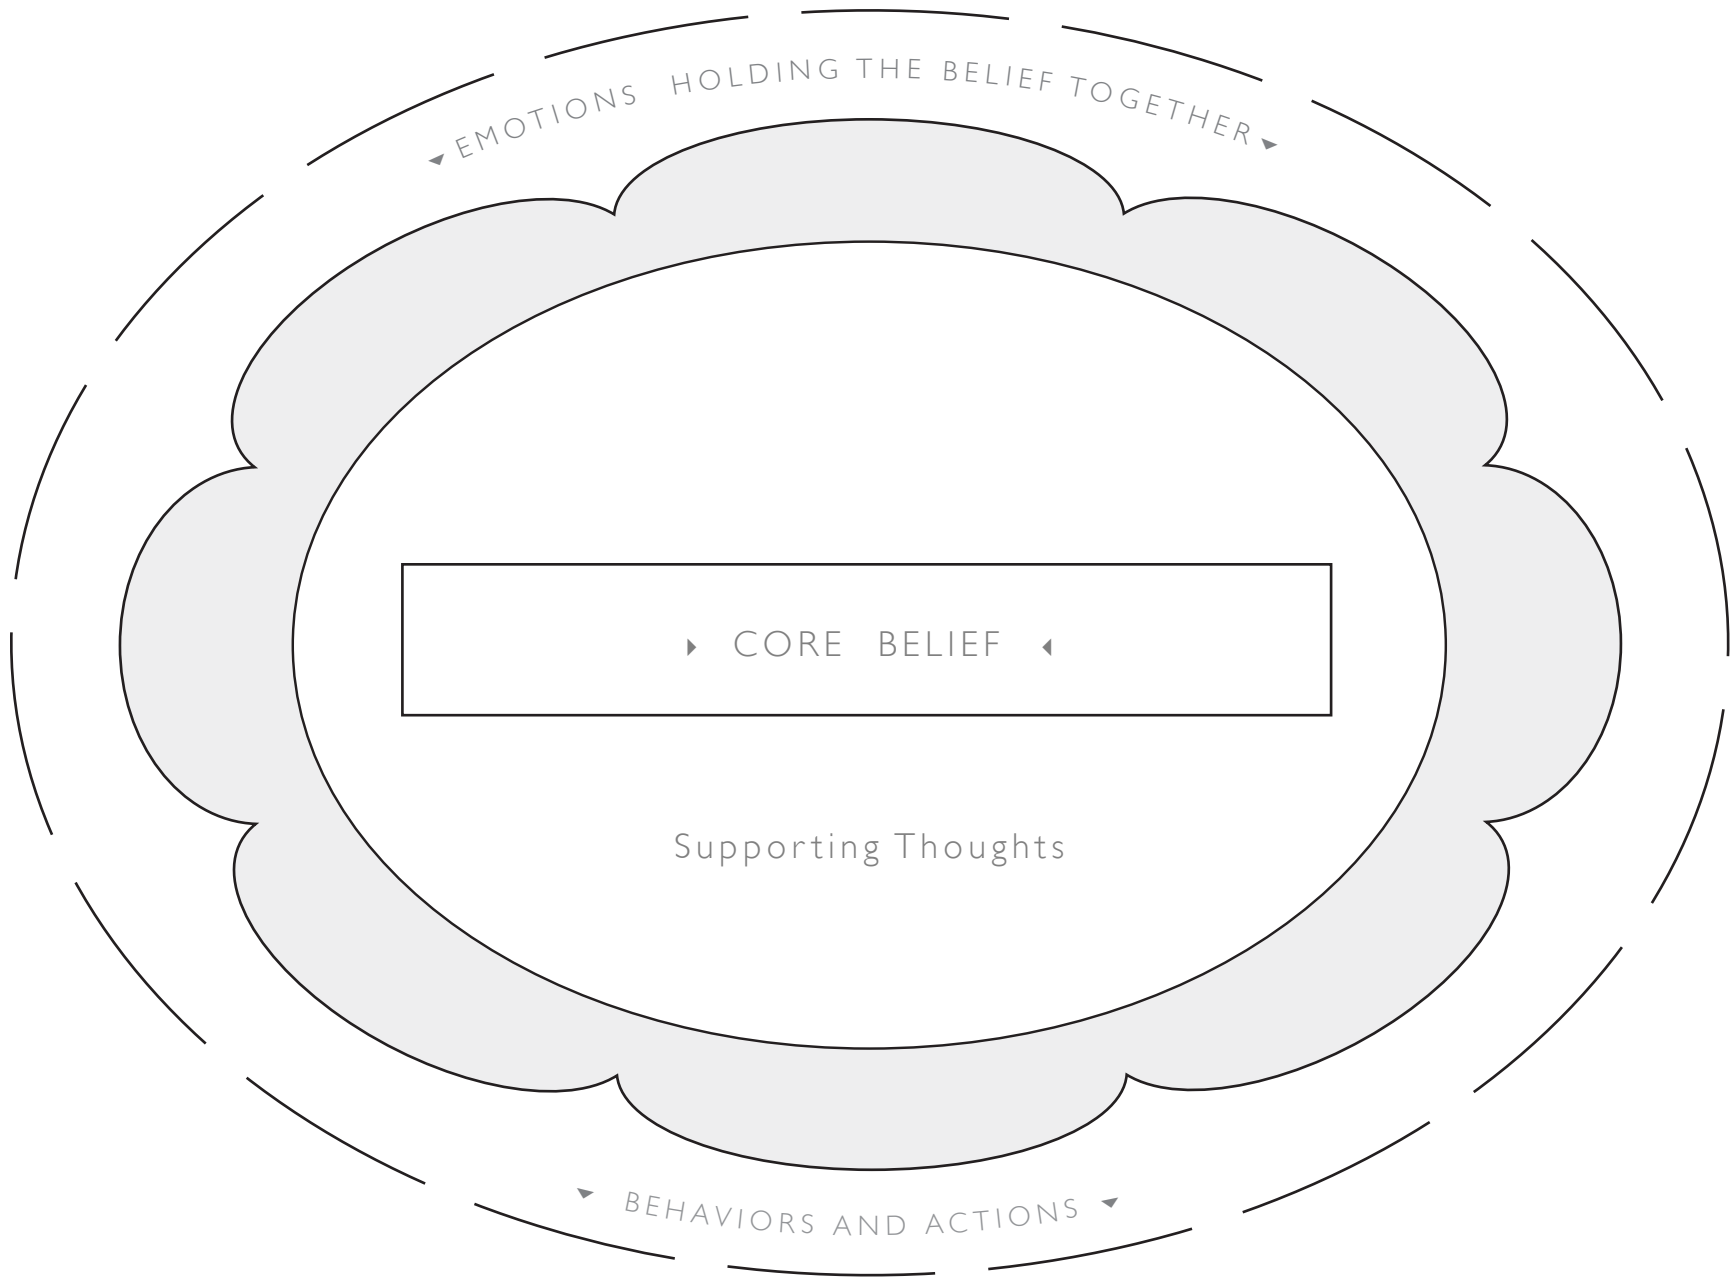 EMOTIONS HOLDING THE BELIEF TOGETHER
CORE BELIEF
Supporting Thoughts
BEHAVIORS AND ACTIONS